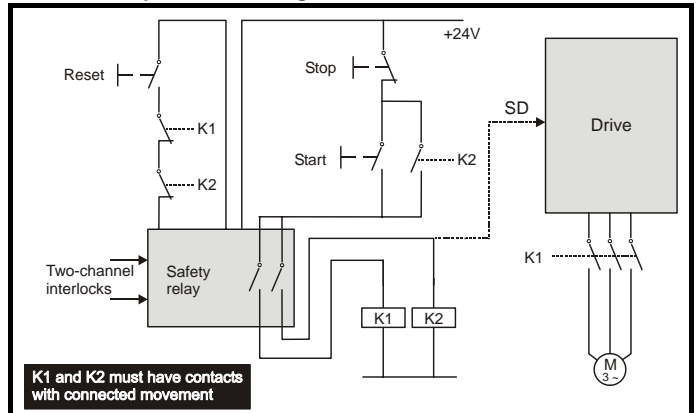 +24V
Reset
Stop
SD
Drive
K1
Start
K2
K2
K1
Two-channel
interlocks
Safety
relay
K1
K2
M
3 ~
K1 and K2 must have contacts
with connected movement